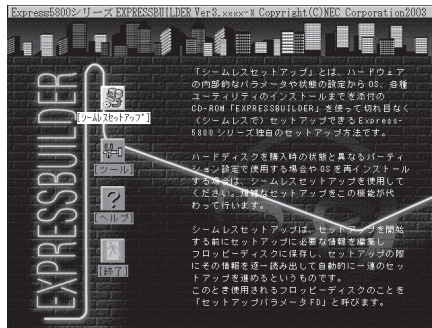 Express5800シリーズ EXPRESSBUILDER Ver3.xxxx-X Copyright(C)NEC Corporation2003
EXPRESSBUILDER
[シームレスセットアップ]
[ツール]
[ヘルプ]
[終了]
「シームレスセットアップ」とは、ハードウェア
の内部的なパラメータや状態の設定から OS、各種
ユーティリティのインストールまでを添付の
CD-ROM「EXPRESSBUILDER」を使って切れ目なく
(シームレスで)セットアップできるExpress-
5800 シリーズ独自のセットアップ方法です。
ハードディスクを購入時の状態と異なるパーティ
ション設定で使用する場合やOSを再インストール
する場合は、シームレスセットアップを使用して
ください。煩雑なセットアップをこの機能が代
わって行います。
シームレスセットアップは、セットアップを開始
する前にセットアップに必要な情報を編集し
フロッピーディスクに保存し、セットアップの際
にその情報を逐一読み出して自動的に一連のセッ
トアップを進めるというものです。
このとき使用されるフロッピーディスクのことを
「セットアップパラメータFD」と呼びます。